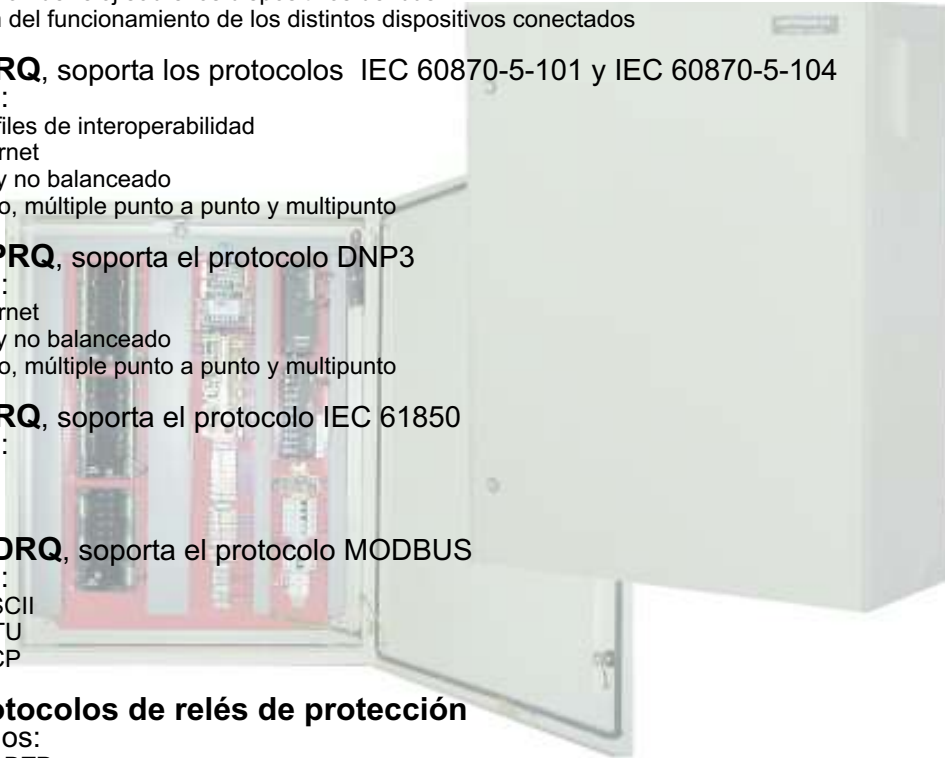 del funcionamiento de los distintos dispositivos conectados
RQ, soporta los protocolos IEC 60870-5-101 y IEC 60870-5-104
:
files de interoperabilidad
rnet
y no balanceado
o, múltiple punto a punto y multipunto
PRQ, soporta el protocolo DNP3
:
rnet
y no balanceado
o, múltiple punto a punto y multipunto
RQ, soporta el protocolo IEC 61850
:
DRQ, soporta el protocolo MODBUS
:
SCII
TU
CP
otocolos de relés de protección
os: